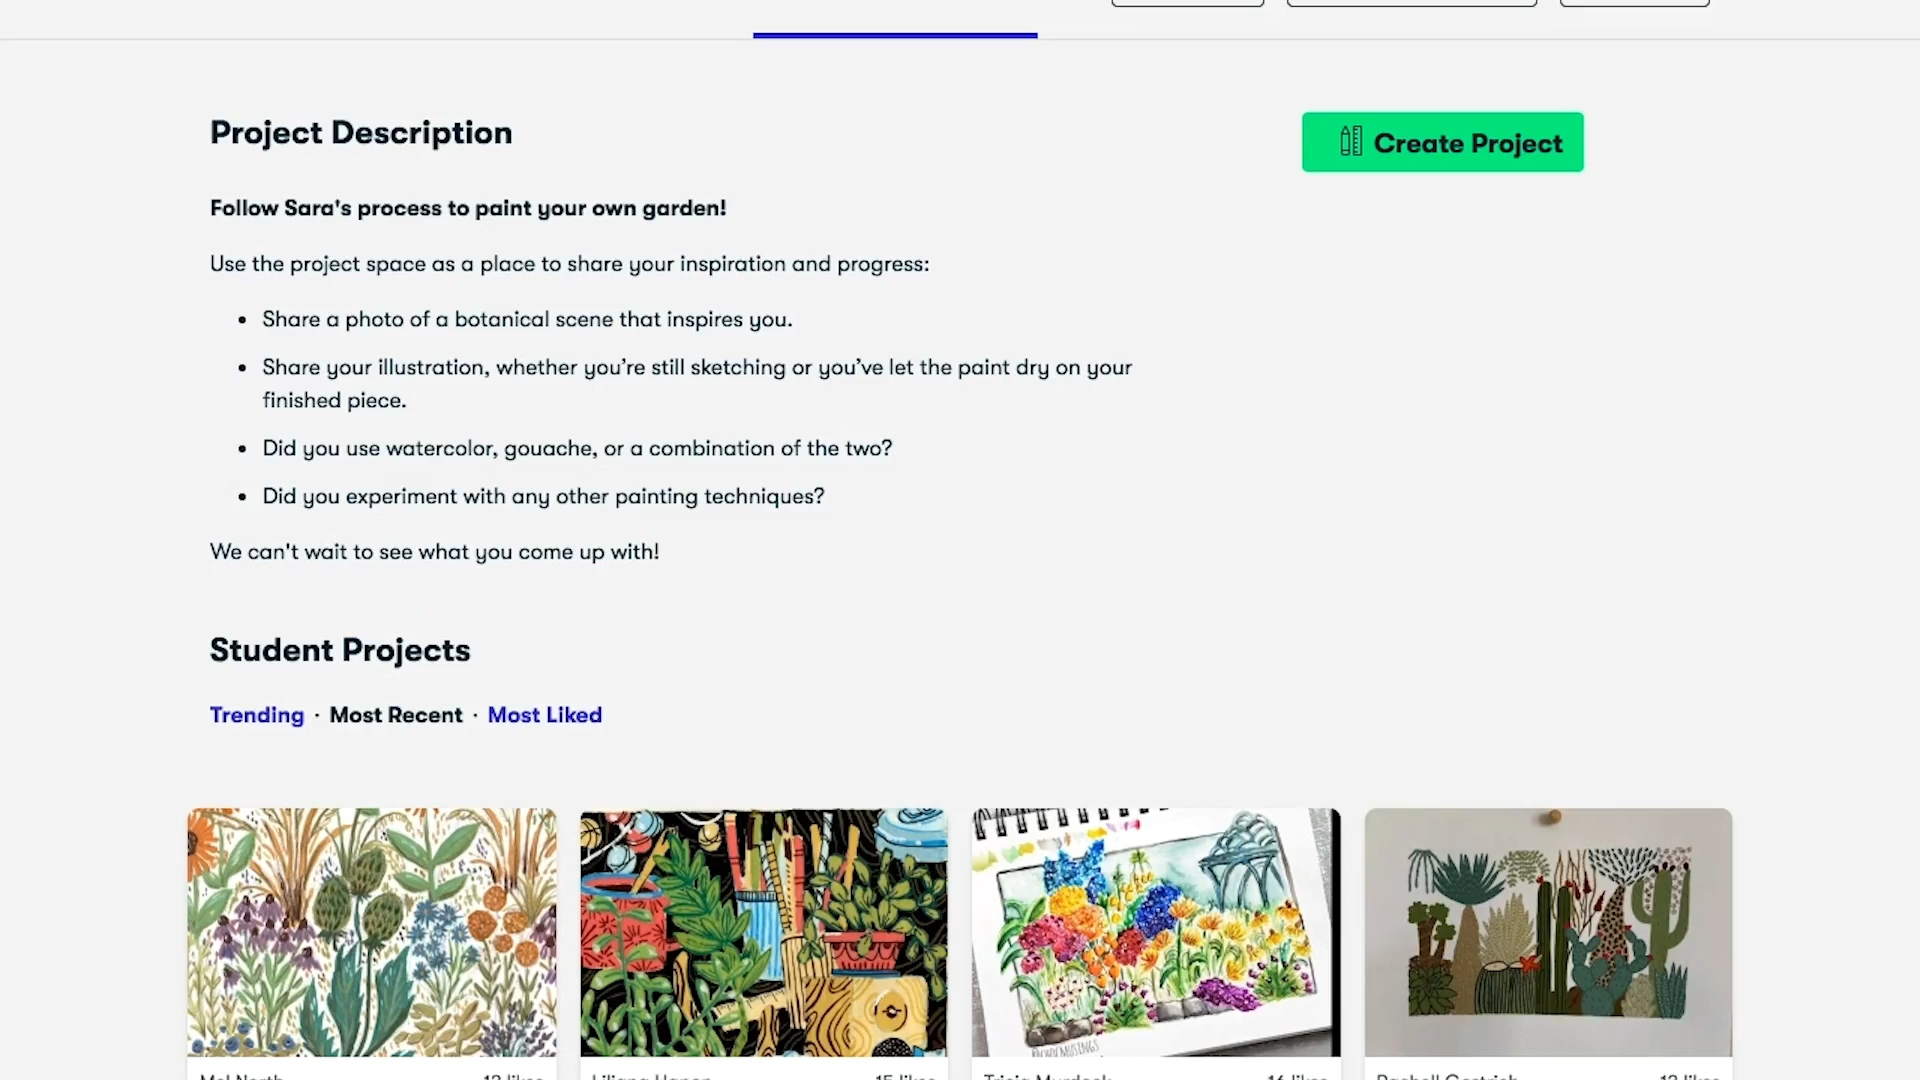 Project Description
Create Project
Follow Sara's process to paint your own garden!
Use the project space as a place to share your inspiration and progress:
• Share a photo of a botanical scene that inspires you.
• Share your illustration, whether you’re still sketching or you’ve let the paint dry on your
finished piece.
• Did you use watercolor, gouache, or a combination of the two?
• Did you experiment with any other painting techniques?
We can't wait to see what you come up with!
Student Projects
Trending · Most Recent · Most Liked